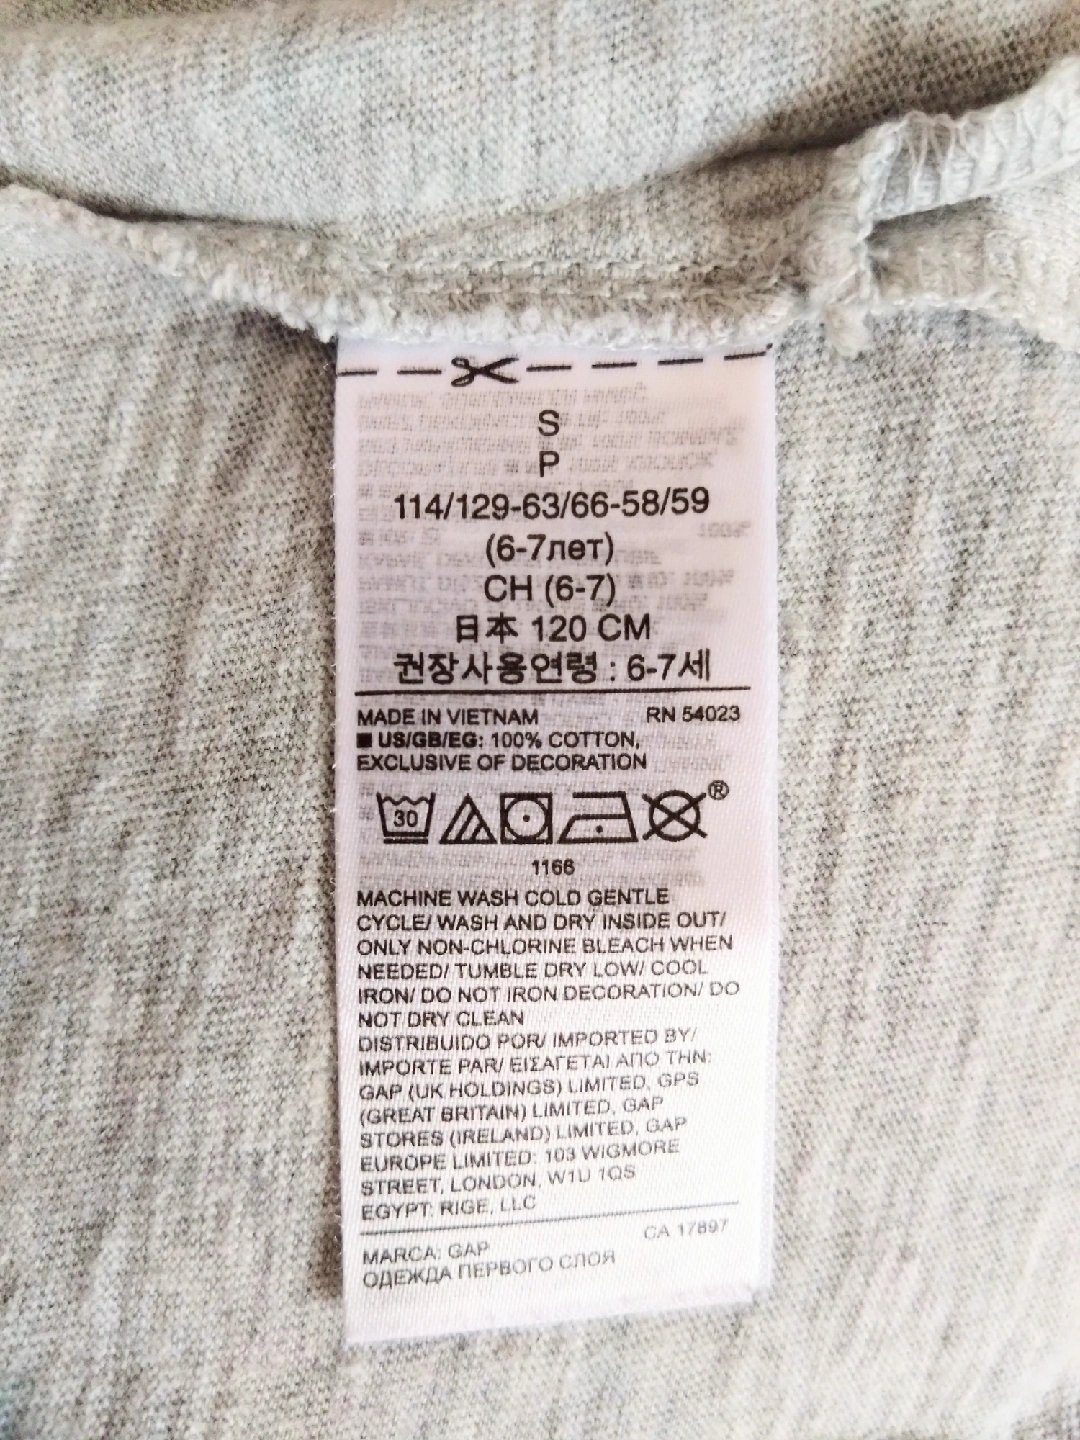 S
P
114/129-63/66-58/59
(6-7лет)
CH (6-7)
日本 120 CM
권장사용연령 : 6-7세
MADE IN VIETNAM RN 54023
■ US/GB/EG: 100% COTTON,
EXCLUSIVE OF DECORATION
30 ®
1166
MACHINE WASH COLD GENTLE
CYCLE/ WASH AND DRY INSIDE OUT/
ONLY NON-CHLORINE BLEACH WHEN
NEEDED/ TUMBLE DRY LOW/ COOL
IRON/ DO NOT IRON DECORATION/ DO
NOT DRY CLEAN
DISTRIBUIDO POR/ IMPORTED BY/
IMPORTE PAR/ ΕΙΣΑΓΕΤΑΙ ΑΠΟ ΤΗΝ:
GAP (UK HOLDINGS) LIMITED, GPS
(GREAT BRITAIN) LIMITED, GAP
STORES (IRELAND) LIMITED, GAP
EUROPE LIMITED: 103 WIGMORE
STREET, LONDON, W1U 1QS
EGYPT: RIGE, LLC
MARCA: GAP CA 17897
ОДЕЖДА ПЕРВОГО СЛОЯ